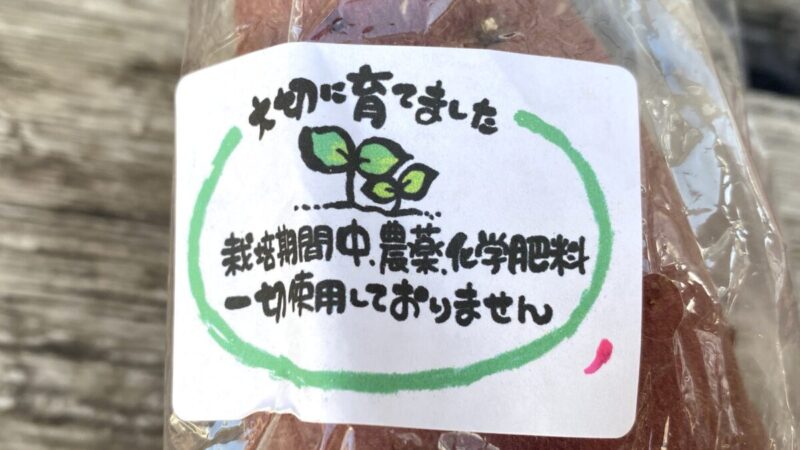 大切に育てました
栽培期間中、農薬、化学肥料
一切使用しておりません